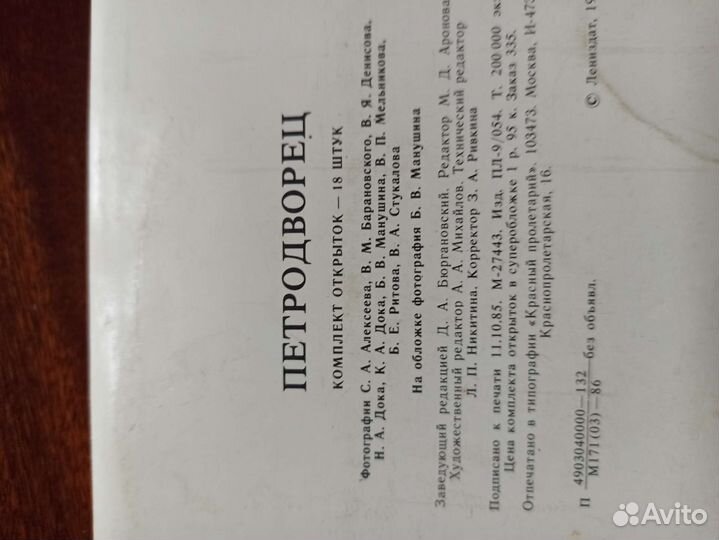 ПЕТРОДВОРЕЦ
КОМПЛЕКТ ОТКРЫТОК — 18 ШТУК
Фотографии С. А. Алексеева, В. М. Барановского, В. Я. Денисова,
Н. А. Дока, К. А. Дока, Б. В. Манушина, В. П. Мельникова,
Б. Е. Ритова, В. А. Стукалова
На обложке фотография Б. В. Манушина
Заведующий редакцией Д. А. Бюргановский. Редактор М. Д. Аронова
Художественный редактор А. А. Михайлов. Технический редактор
Л. П. Никитина. Корректор З. А. Ривкина
Подписано к печати 11.10.85. М-27443. Изд. ПЛ-9/054. Т. 200 000 экз
Цена комплекта открыток в суперобложке 1 р. 95 к. Заказ 335.
Отпечатано в типографии «Красный пролетарий». 103473. Москва, И-473
Краснопролетарская, 16.
П 4903040000—132 без объявл.
М171(03)—86
© Лениздат, 19
Avito